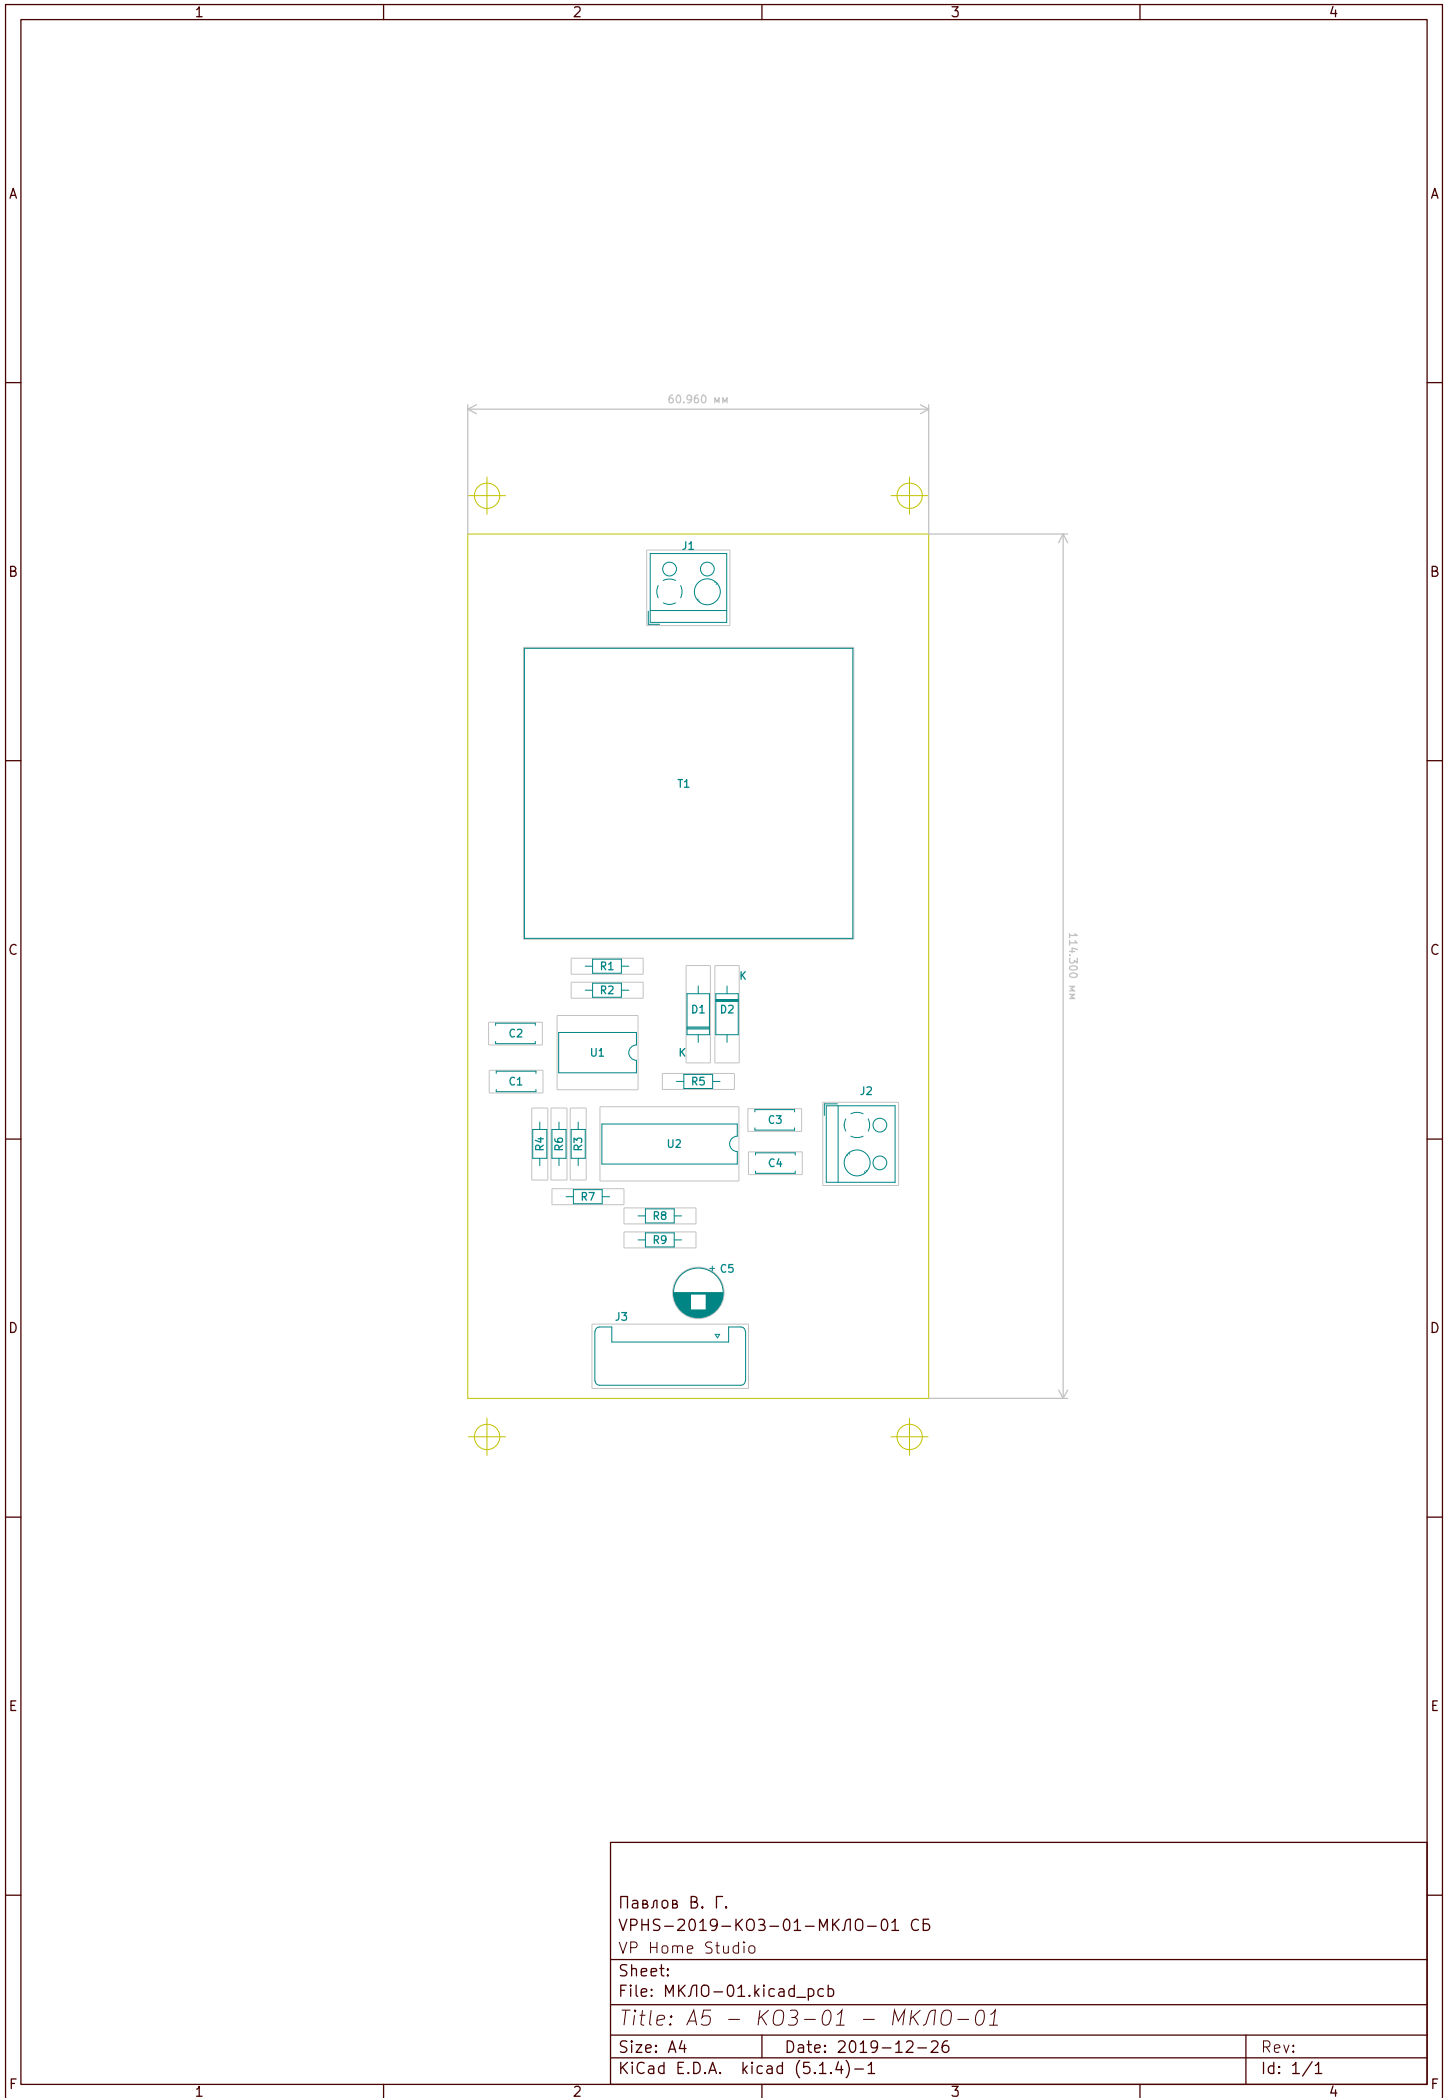 1 2 3 4
A A
60.960 мм
B B
J1
T1
C C
114.300 мм
R1
K
R2
D1 D2
C2
U1
K
C1
R5
J2
C3
R4 R6 R3
U2
C4
R7
R8
R9
+ C5
J3
D D
E E
Павлов В. Г.
VPHS-2019-КОЗ-01-МКЛО-01 СБ
VP Home Studio
Sheet:
File: МКЛО-01.kicad_pcb
Title: А5 - КОЗ-01 - МКЛО-01
Size: A4 Date: 2019-12-26 Rev:
KiCad E.D.A. kicad (5.1.4)-1 Id: 1/1
F F
1 2 3 4